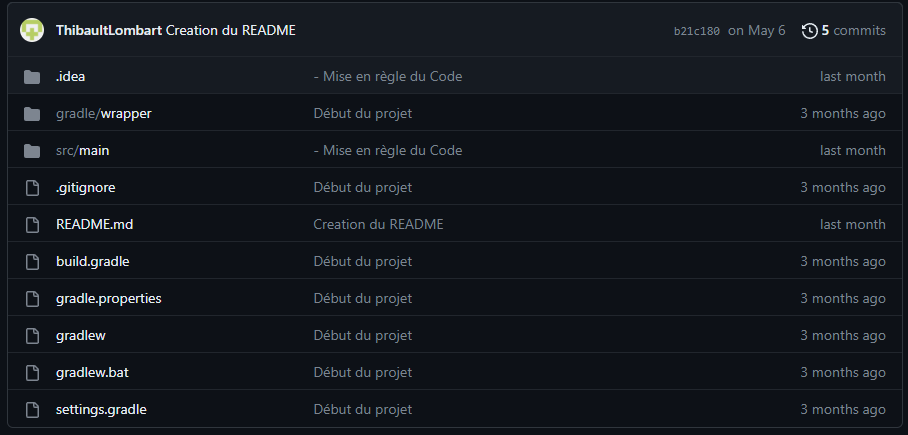 ThibaultLombart Creation du README b21c180 on May 6 5 commits
.idea - Mise en règle du Code last month
gradle/wrapper Début du projet 3 months ago
src/main - Mise en règle du Code last month
.gitignore Début du projet 3 months ago
README.md Creation du README last month
build.gradle Début du projet 3 months ago
gradle.properties Début du projet 3 months ago
gradlew Début du projet 3 months ago
gradlew.bat Début du projet 3 months ago
settings.gradle Début du projet 3 months ago